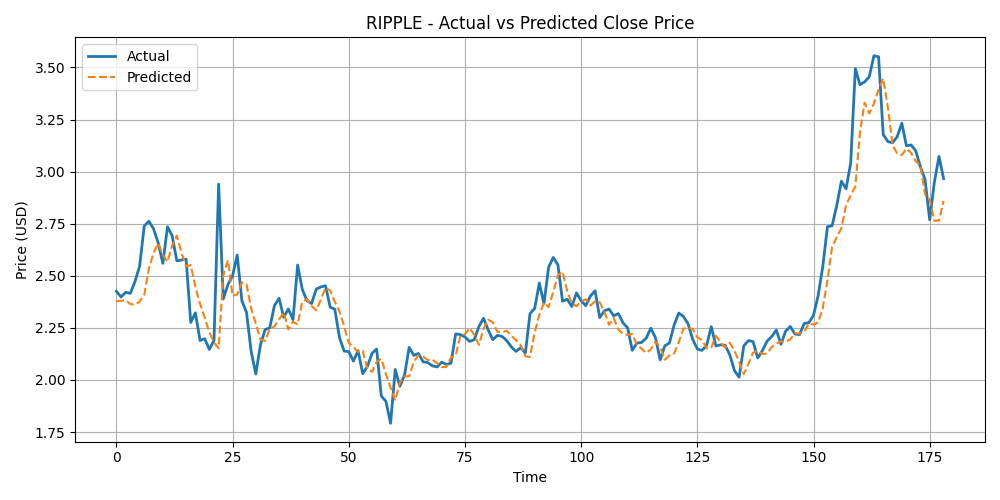 RIPPLE - Actual vs Predicted Close Price
Actual
Predicted
Price (USD)
3.50
3.25
3.00
2.75
2.50
2.25
2.00
1.75
0 25 50 75 100 125 150 175
Time